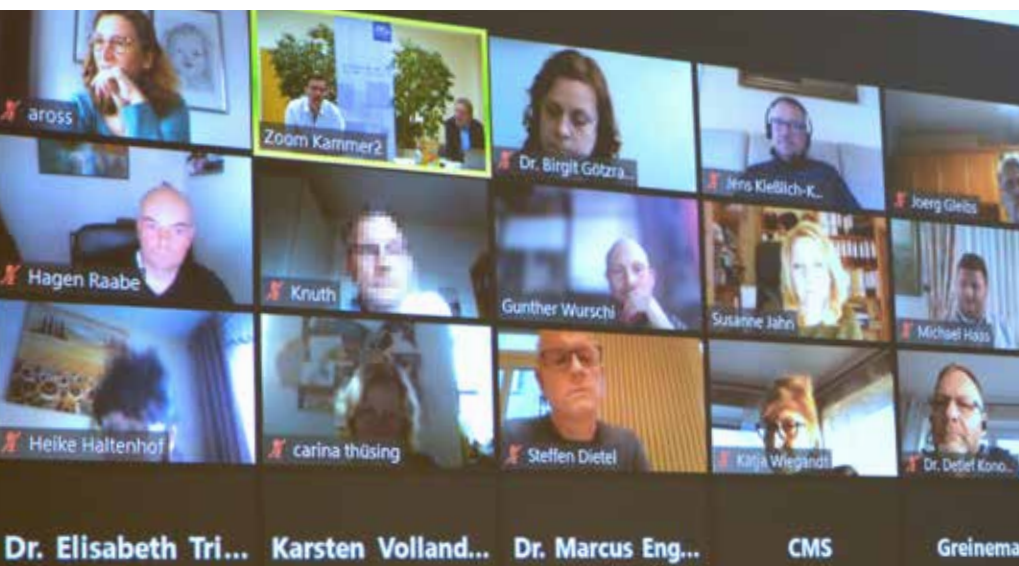 aross
Zoom Kammer2
Dr. Birgit Götzra...
Jens Kießlich-K...
Joerg Gleibs
Hagen Raabe
Knuth
Gunther Wurschi
Susanne Jahn
Michael Haas
Heike Haltenhof
carina thüsing
Steffen Dietel
Katja Wiegandt
Dr. Detlef Kono...
Dr. Elisabeth Tri...
Karsten Volland...
Dr. Marcus Eng...
CMS
Greinema